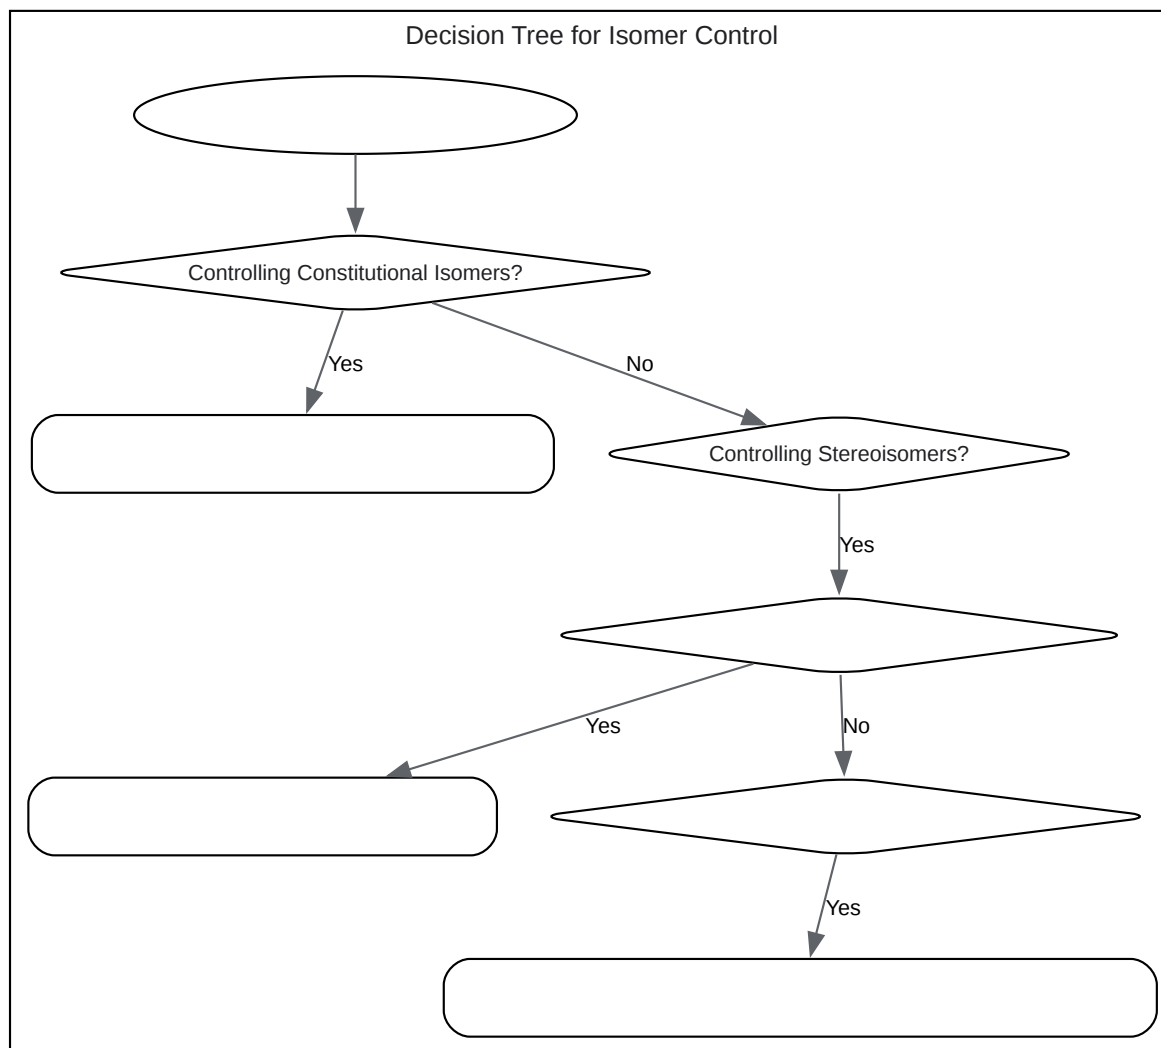 Decision Tree for Isomer Control
Controlling Constitutional Isomers?
Yes
No
Controlling Stereoisomers?
Yes
Yes
No
Yes